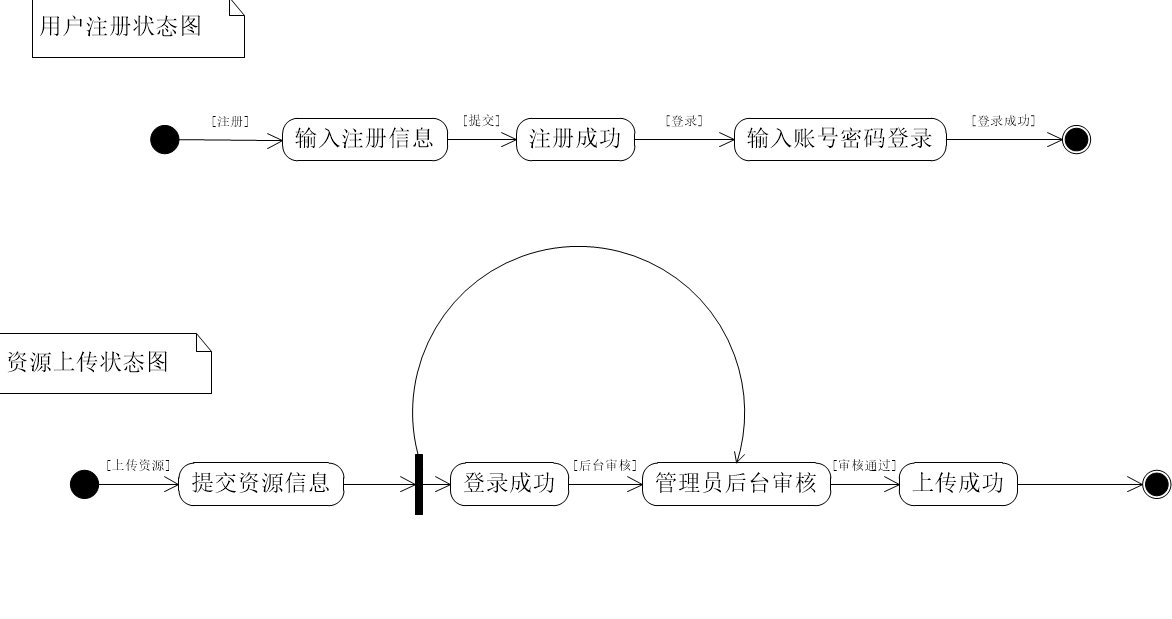 用户注册状态图
[注册]
输入注册信息
[提交]
注册成功
[登录]
输入账号密码登录
[登录成功]
资源上传状态图
[上传资源]
提交资源信息
登录成功
[后台审核]
管理员后台审核
[审核通过]
上传成功